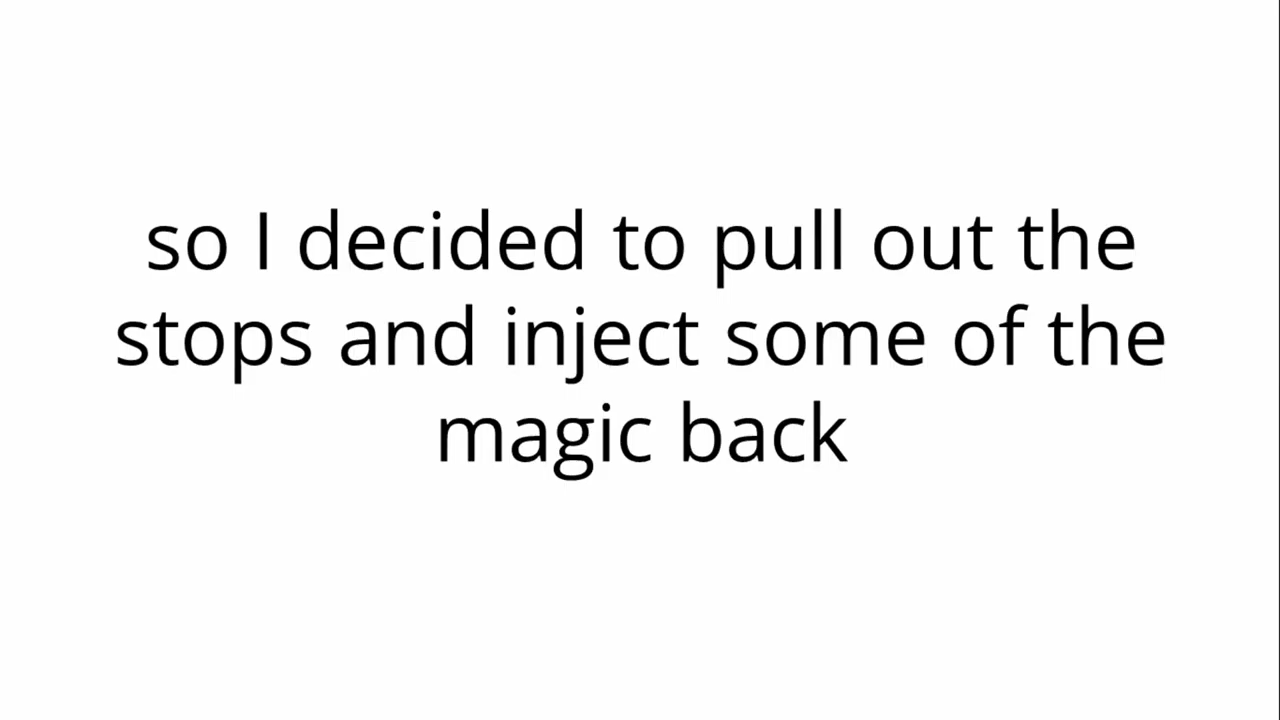 so I decided to pull out the
stops and inject some of the
magic back